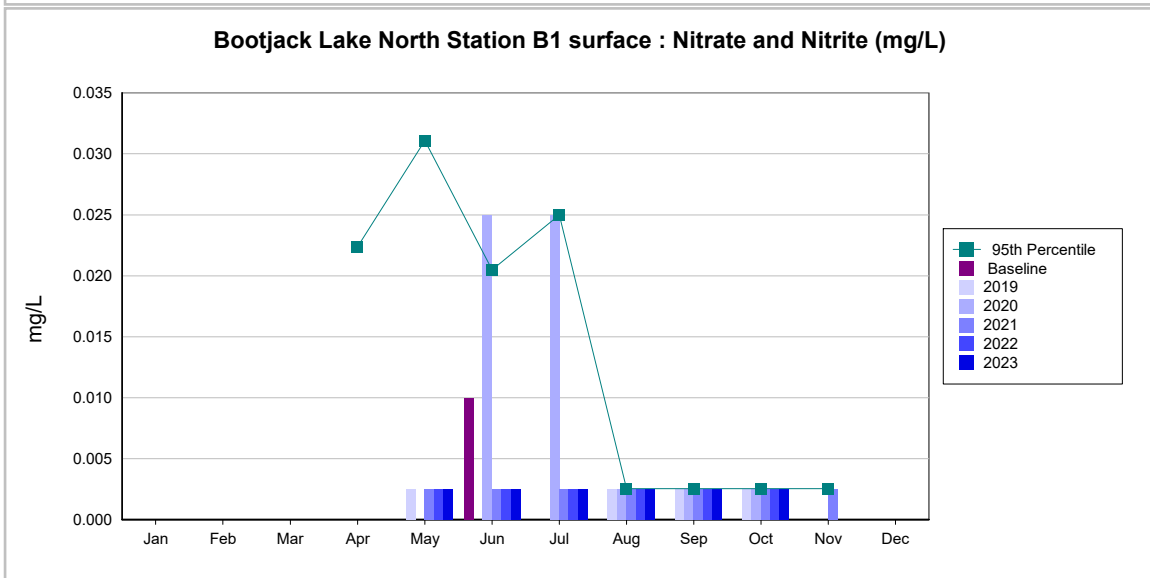 Bootjack Lake North Station B1 surface : Nitrate and Nitrite (mg/L)
0.035
0.030
0.025
0.020
0.015
0.010
0.005
0.000
mg/L
Jan Feb Mar Apr May Jun Jul Aug Sep Oct Nov Dec
95th Percentile
Baseline
2019
2020
2021
2022
2023